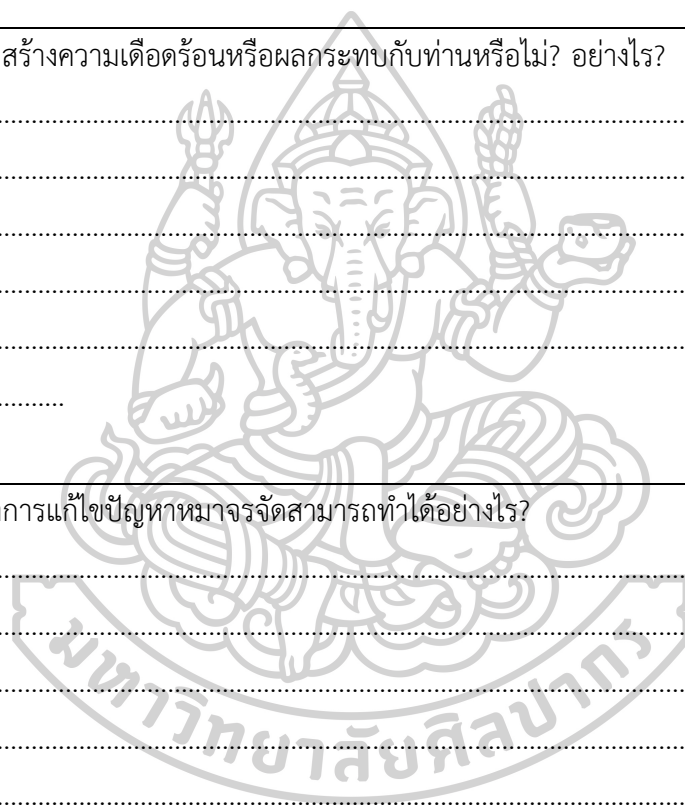 สร้างความเดือดร้อนหรือผลกระทบกับท่านหรือไม่? อย่างไร?
การแก้ไขปัญหาหมาจรจัดสามารถทำได้อย่างไร?
มหาวิทยาลัยศิลปากร